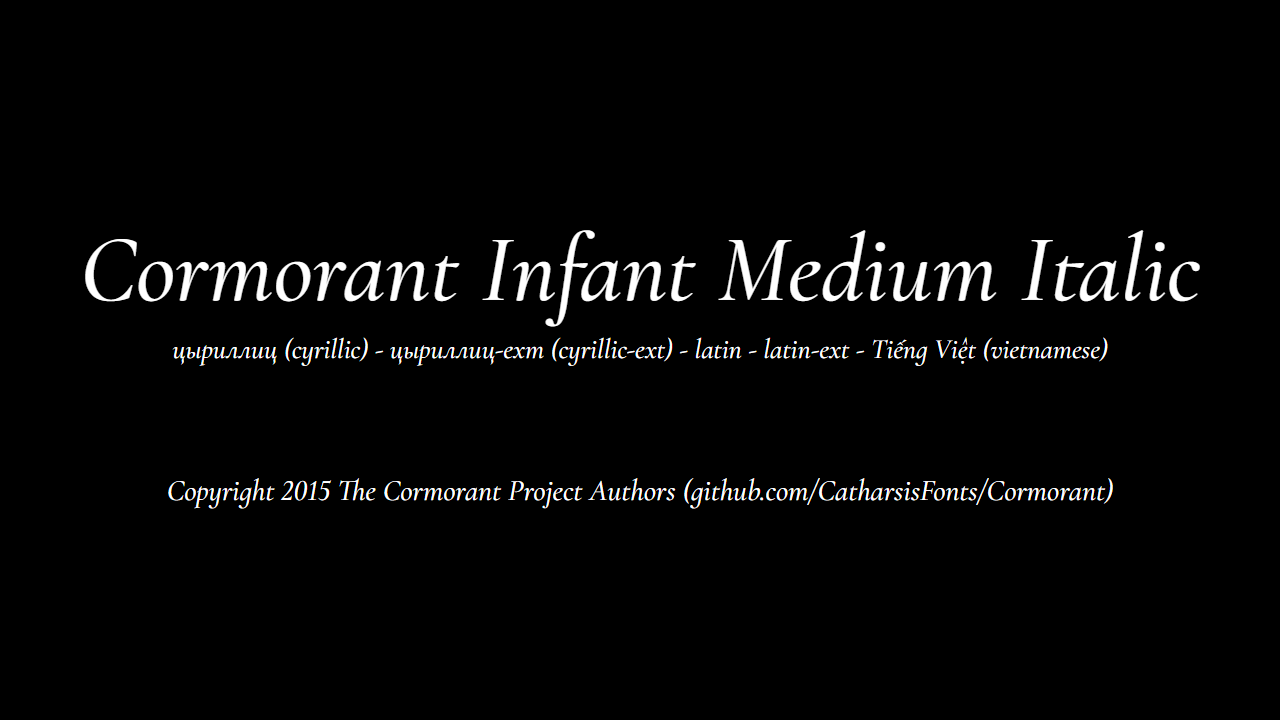 Cormorant Infant Medium Italic
цыриллиц (cyrillic) - цыриллиц-ext (cyrillic-ext) - latin - latin-ext - Tiếng Việt (vietnamese)
Copyright 2015 The Cormorant Project Authors (github.com/CatharsisFonts/Cormorant)